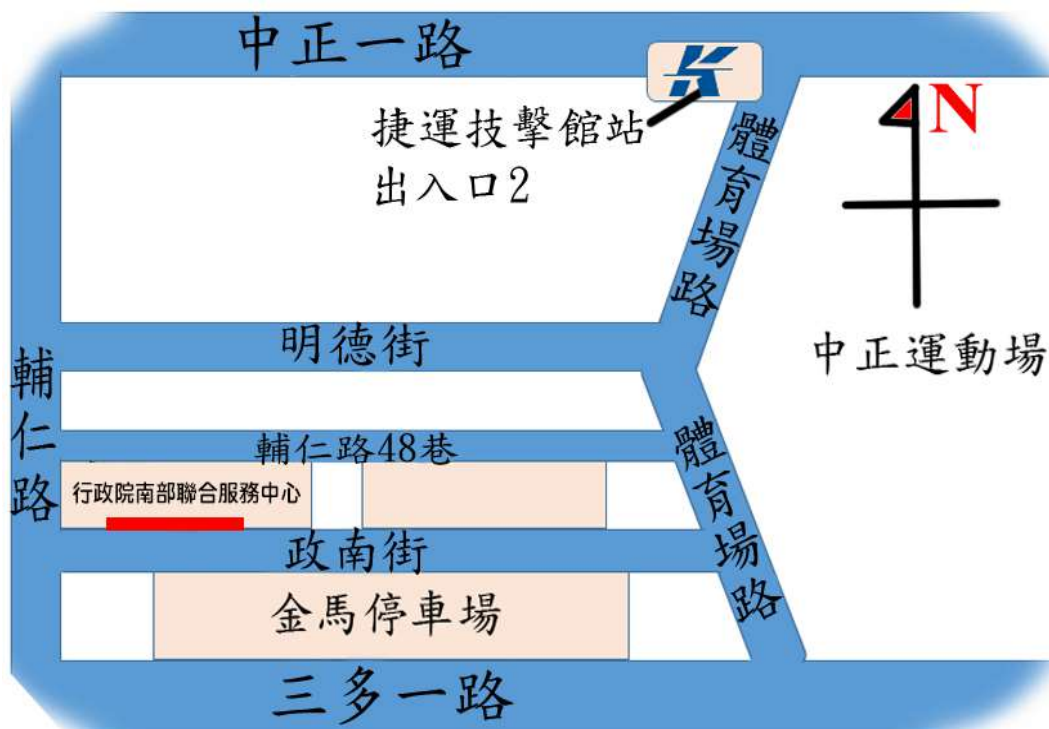 中正一路
捷運技擊館站
出入口2
體育場路
N
中正運動場
明德街
輔仁路
輔仁路48巷
體育場路
行政院南部聯合服務中心
政南街
金馬停車場
三多一路